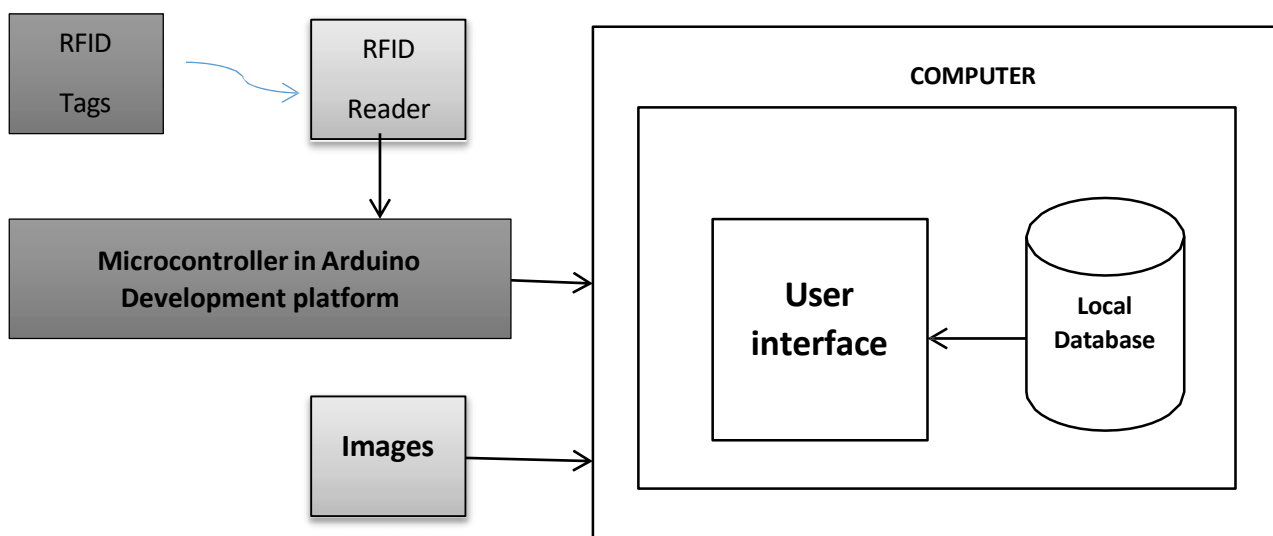 RFID
Tags
RFID
Reader
COMPUTER
Microcontroller in Arduino
Development platform
User
interface
Local
Database
Images